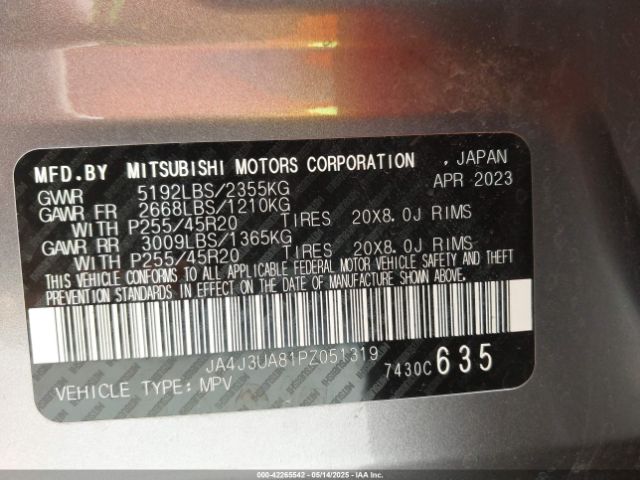 MFD.BY MITSUBISHI MOTORS CORPORATION , JAPAN
GVWR 5192LBS/2355KG APR 2023
GAWR FR 2668LBS/1210KG
WITH P255/45R20 TIRES 20X8.0J RIMS
GAWR RR 3009LBS/1365KG
WITH P255/45R20 TIRES 20X8.0J RIMS
THIS VEHICLE CONFORMS TO ALL APPLICABLE FEDERAL MOTOR VEHICLE SAFETY AND THEFT
PREVENTION STANDARDS IN EFFECT ON THE DATE OF MANUFACTURE SHOWN ABOVE.
JA4J3UA81PZ051319 7430C 635
VEHICLE TYPE:MPV
000-42265542 - 05/14/2025 - IAA Inc.